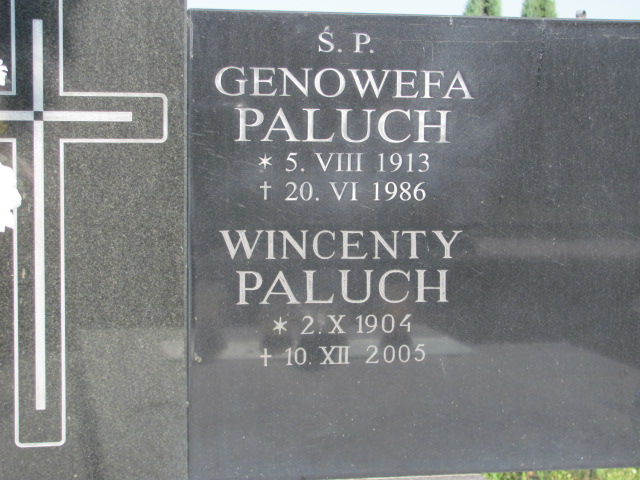 Ś. P.
GENOWEFA
PALUCH
* 5. VIII 1913
† 20. VI 1986
WINCENTY
PALUCH
* 2. X 1904
† 10. XII 2005